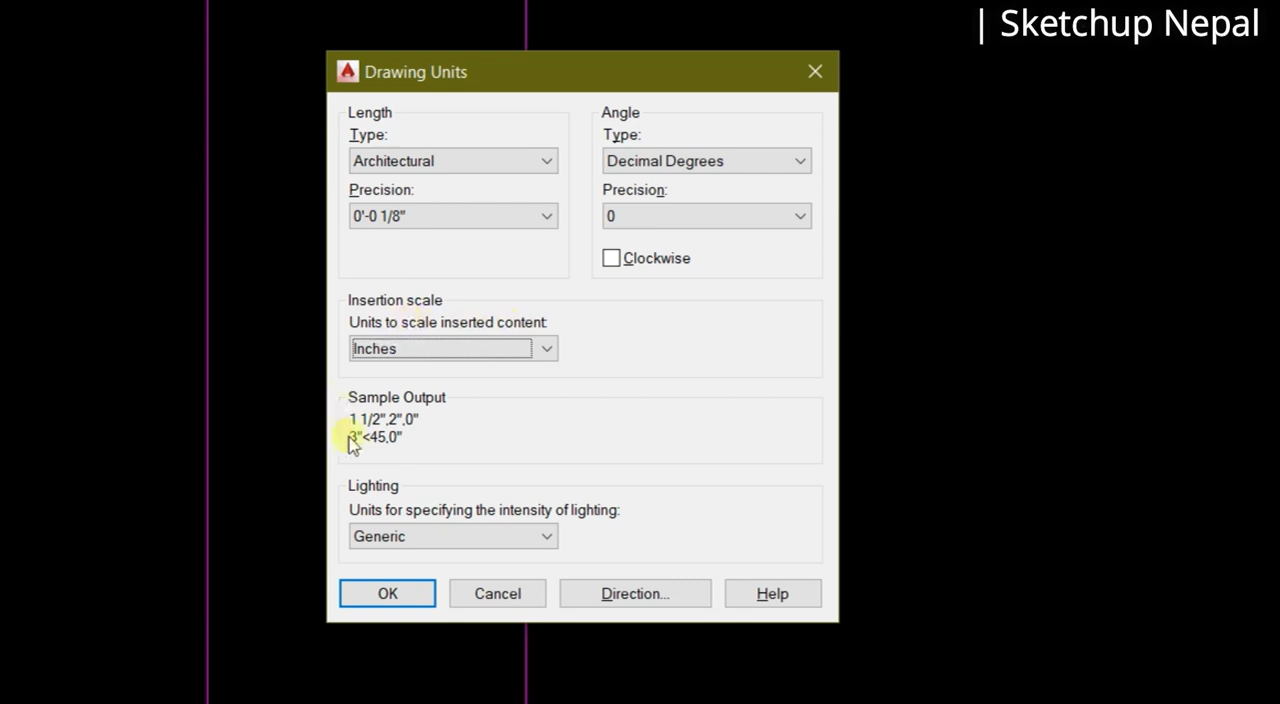 | Sketchup Nepal
Drawing Units
Length
Type:
Architectural
Precision:
0'-0 1/8"
Angle
Type:
Decimal Degrees
Precision:
0
Clockwise
Insertion scale
Units to scale inserted content:
Inches
Sample Output
1 1/2",2",0"
3"<45,0"
Lighting
Units for specifying the intensity of lighting:
Generic
OK
Cancel
Direction...
Help